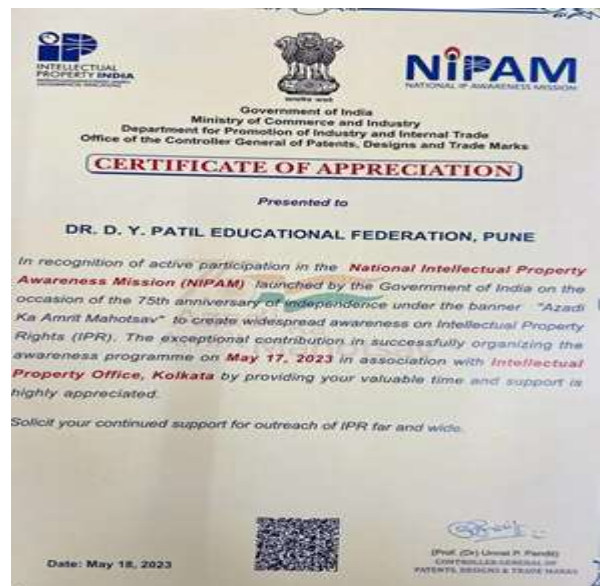 INTELLECTUAL
PROPERTY INDIA
NiPAM
NATIONAL IP AWARENESS MISSION
Government of India
Ministry of Commerce and Industry
Department for Promotion of Industry and Internal Trade
Office of the Controller General of Patents, Designs and Trade Marks
CERTIFICATE OF APPRECIATION
Presented to
DR. D. Y. PATIL EDUCATIONAL FEDERATION, PUNE
In recognition of active participation in the National Intellectual Property
Awareness Mission (NIPAM) launched by the Government of India on the
occasion of the 75th anniversary of independence under the banner "Azadi
Ka Amrit Mahotsav" to create widespread awareness on Intellectual Property
Rights (IPR). The exceptional contribution in successfully organizing the
awareness programme on May 17, 2023 in association with Intellectual
Property Office, Kolkata by providing your valuable time and support is
highly appreciated.
Solicit your continued support for outreach of IPR far and wide.
Date: May 18, 2023
(Prof. (Dr) Unnat P. Pandit)
CONTROLLER GENERAL OF
PATENTS, DESIGNS & TRADE MARKS